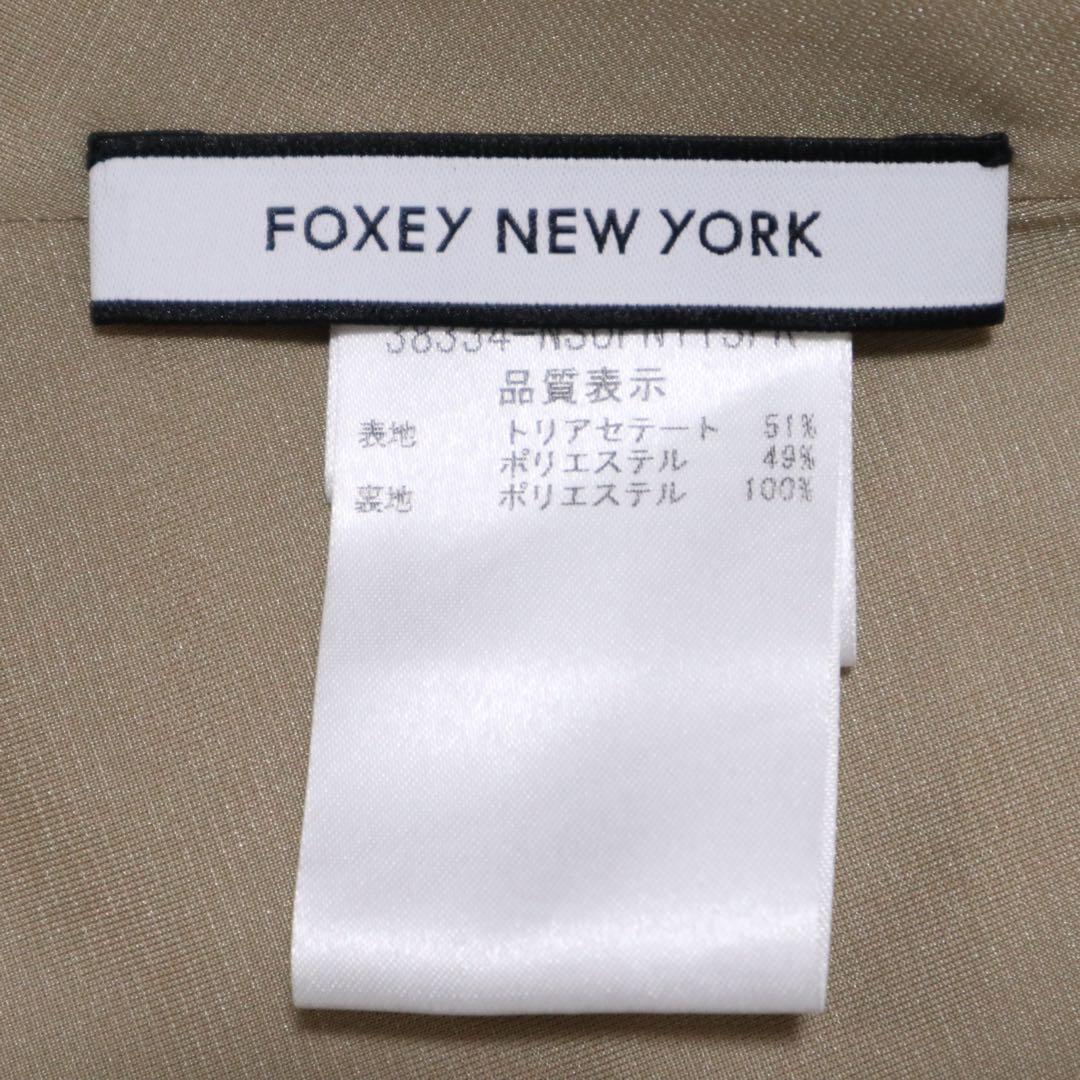 FOXEY NEW YORK
品質表示
表地 トリアセテート 51%
ポリエステル 49%
裏地 ポリエステル 100%